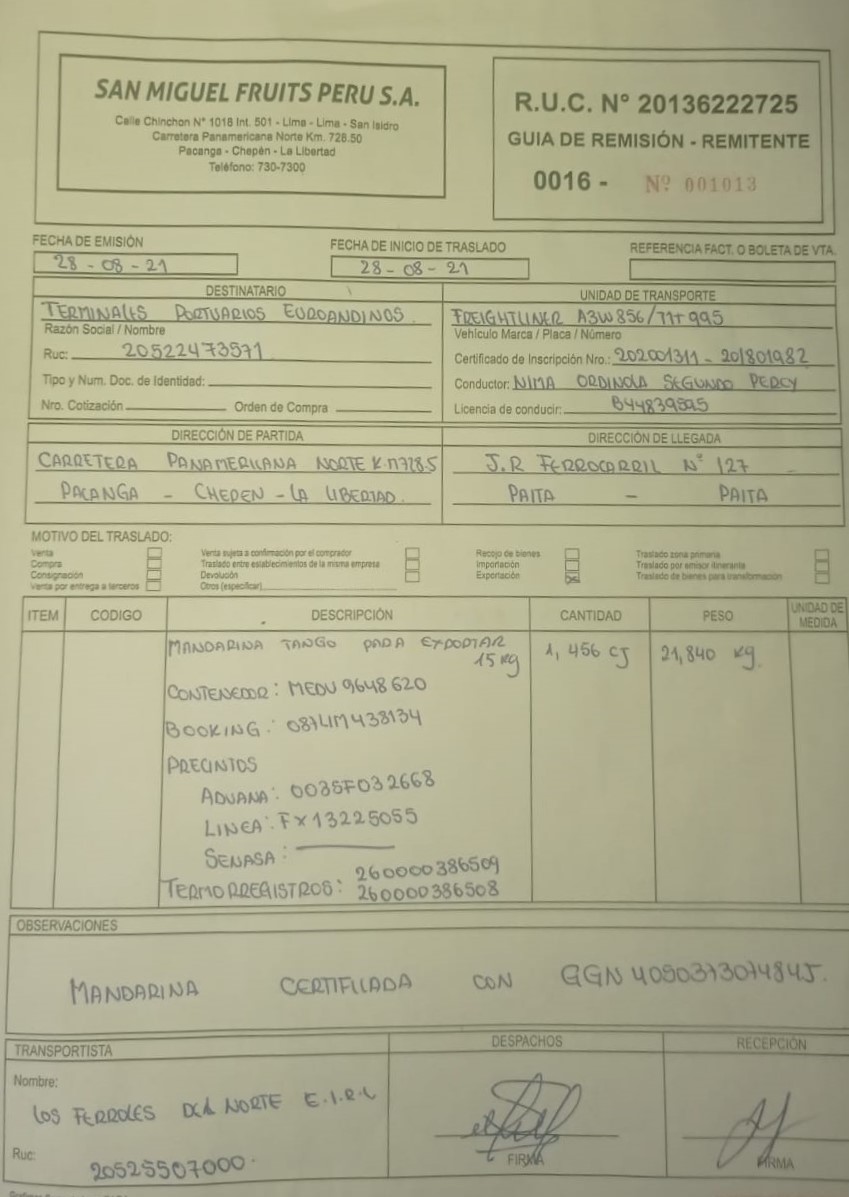 SAN MIGUEL FRUITS PERU S.A.
Calle Chinchon N° 1018 Int. 501 - Lima - Lima - San Isidro
Carretera Panamericana Norte Km. 728.50
Pacanga - Chepén - La Libertad
Teléfono: 730-7300
R.U.C. N° 20136222725
GUIA DE REMISIÓN - REMITENTE
0016 - Nº 001013
FECHA DE EMISIÓN
28 - 08 - 21
FECHA DE INICIO DE TRASLADO
28 - 08 - 21
REFERENCIA FACT. O BOLETA DE VTA.
DESTINATARIO
TERMINALES PORTUARIOS EUROANDINOS
Razón Social / Nombre
Ruc: 20522473571
Tipo y Num. Doc. de Identidad:
Nro. Cotización Orden de Compra
UNIDAD DE TRANSPORTE
FREIGHTLINER A3W856/T7T995
Vehículo Marca / Placa / Número
Certificado de Inscripción Nro.: 202001311 - 201801982
Conductor: NIMA ORDINOLA SEGUNDO PERCY
Licencia de conducir: B44839595
DIRECCIÓN DE PARTIDA
CARRETERA PANAMERICANA NORTE K.M728.5
PACANGA - CHEPEN - LA LIBERTAD.
DIRECCIÓN DE LLEGADA
J.R FERROCARRIL Nº 127
PAITA - PAITA
MOTIVO DEL TRASLADO:
Venta
Compra
Consignación
Venta por entrega a terceros
Venta sujeta a confirmación por el comprador
Traslado entre establecimientos de la misma empresa
Devolución
Otros (especificar)
Recojo de bienes
Importación
Exportación
Traslado zona primaria
Traslado por emisor itinerante
Traslado de bienes para transformación
ITEM CODIGO DESCRIPCIÓN CANTIDAD PESO UNIDAD DE MEDIDA
MANDARINA TANGO PARA EXPORTAR 1,456 CJ 21,840 Kg.
15 Kg
CONTENEDOR: MEDU 9648620
BOOKING: 087LIM438134
PRECINTOS
ADUANA: 0035F032668
LINEA: FX13225055
SENASA:
TERMORREGISTROS: 260000386509
260000386508
OBSERVACIONES
MANDARINA CERTIFICADA CON GGN 4050373074845.
TRANSPORTISTA
Nombre:
LOS FERROLES DEL NORTE E.I.R.L
Ruc:
20525507000.
DESPACHOS
FIRMA
RECEPCIÓN
FIRMA